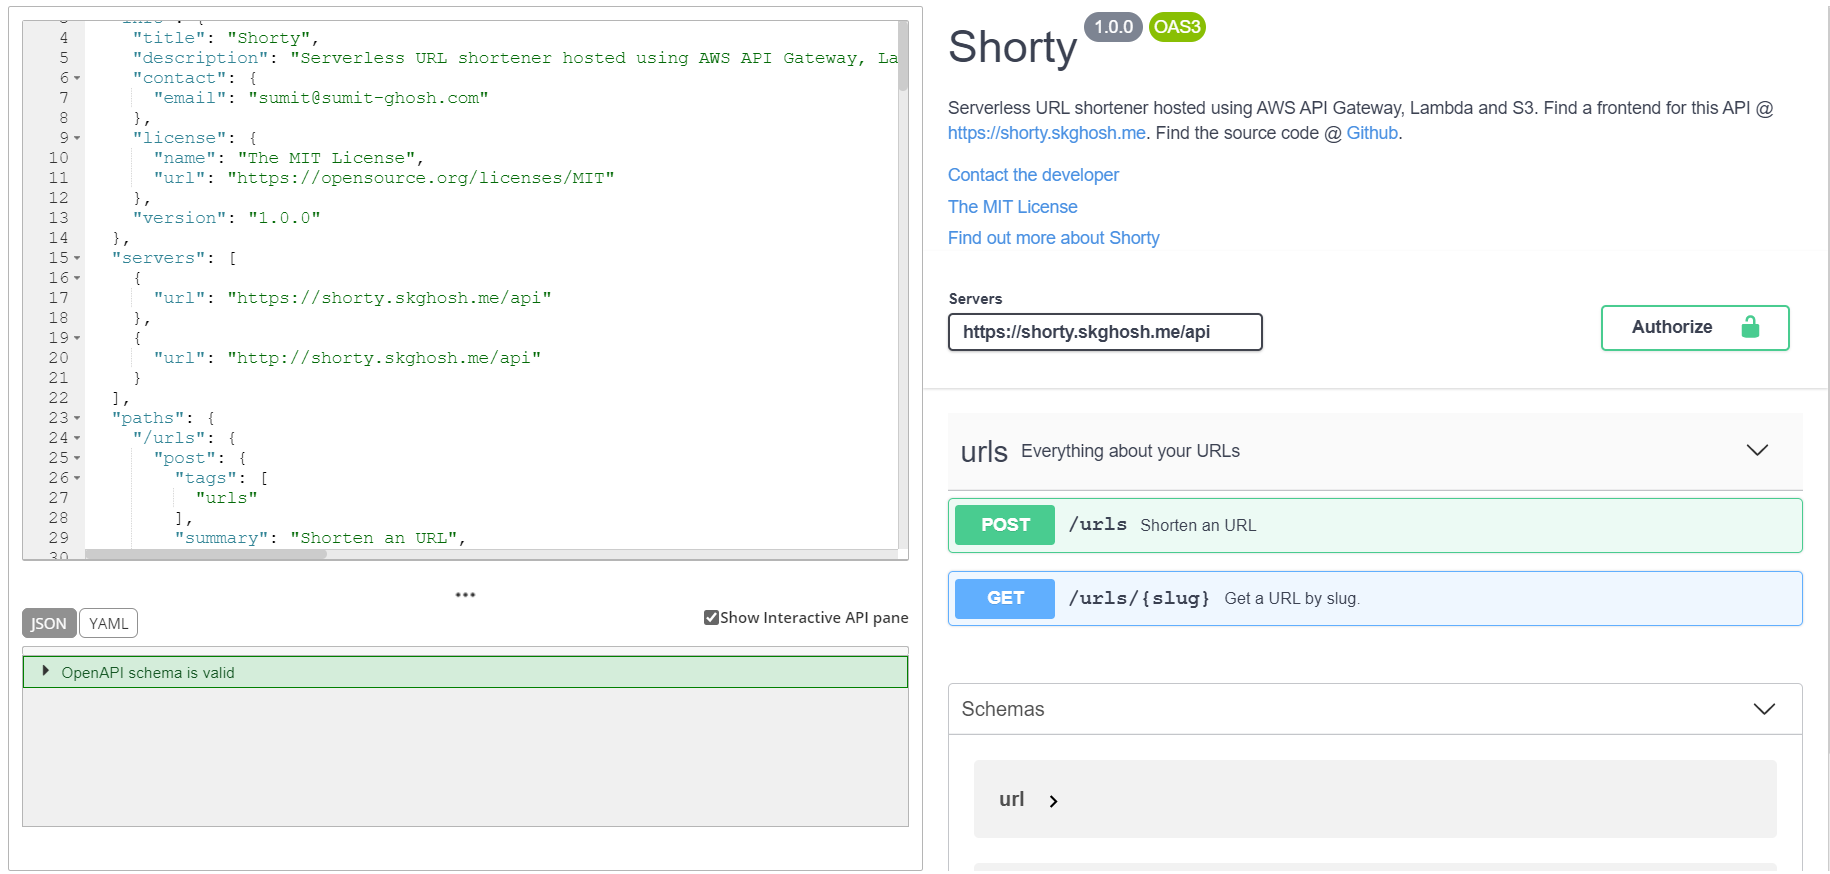 3 "info": {
4 "title": "Shorty",
5 "description": "Serverless URL shortener hosted using AWS API Gateway, La
6 "contact": {
7 "email": "sumit@sumit-ghosh.com"
8 },
9 "license": {
10 "name": "The MIT License",
11 "url": "https://opensource.org/licenses/MIT"
12 },
13 "version": "1.0.0"
14 },
15 "servers": [
16 {
17 "url": "https://shorty.skghosh.me/api"
18 },
19 {
20 "url": "http://shorty.skghosh.me/api"
21 }
22 ],
23 "paths": {
24 "/urls": {
25 "post": {
26 "tags": [
27 "urls"
28 ],
29 "summary": "Shorten an URL",
30
•••
JSON YAML
Show Interactive API pane
OpenAPI schema is valid
Shorty 1.0.0 OAS3
Serverless URL shortener hosted using AWS API Gateway, Lambda and S3. Find a frontend for this API @
https://shorty.skghosh.me. Find the source code @ Github.
Contact the developer
The MIT License
Find out more about Shorty
Servers
https://shorty.skghosh.me/api
Authorize
urls Everything about your URLs
POST /urls Shorten an URL
GET /urls/{slug} Get a URL by slug.
Schemas
url